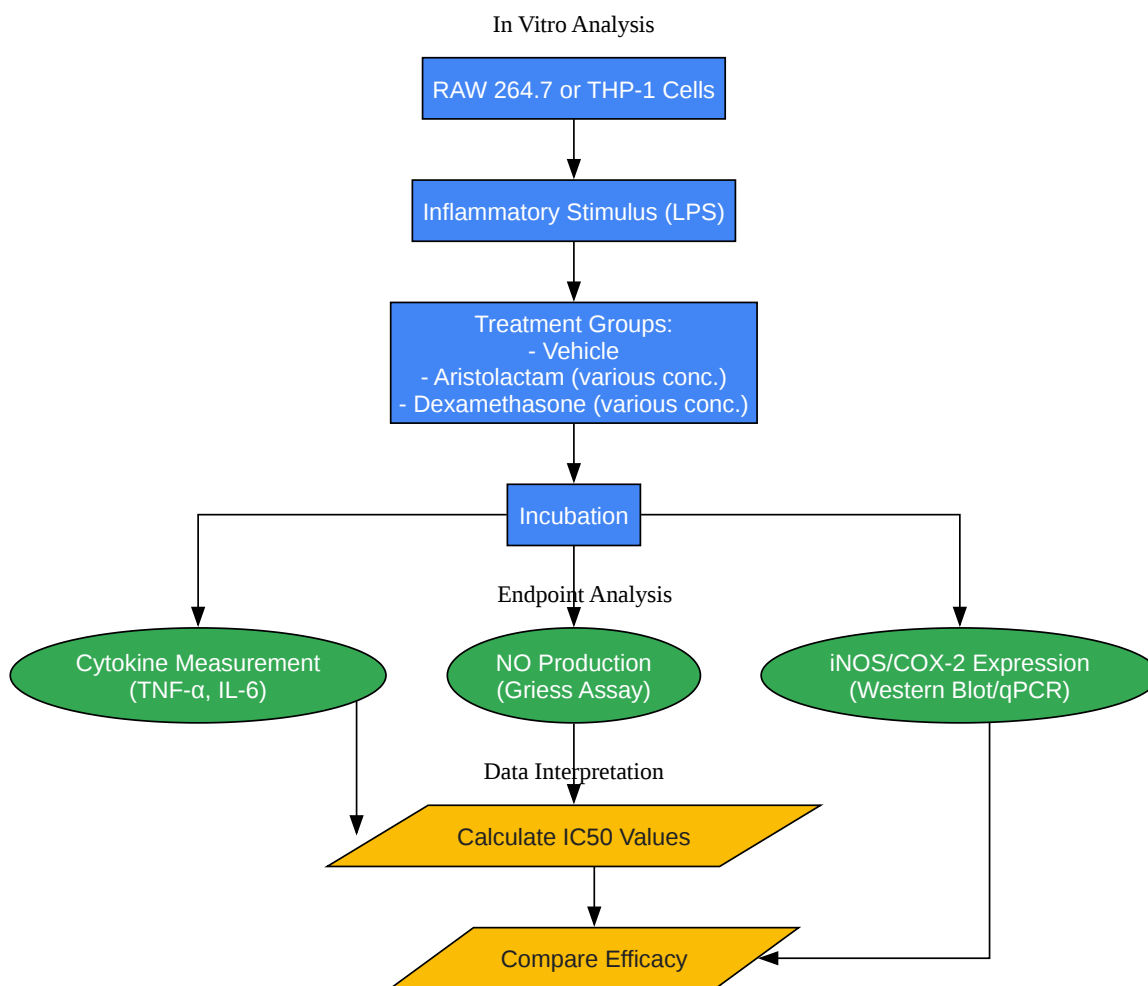 In Vitro Analysis
RAW 264.7 or THP-1 Cells
Inflammatory Stimulus (LPS)
Treatment Groups:
- Vehicle
- Aristolactam (various conc.)
- Dexamethasone (various conc.)
Incubation
Endpoint Analysis
Cytokine Measurement
(TNF-α, IL-6)
NO Production
(Griess Assay)
iNOS/COX-2 Expression
(Western Blot/qPCR)
Data Interpretation
Calculate IC50 Values
Compare Efficacy